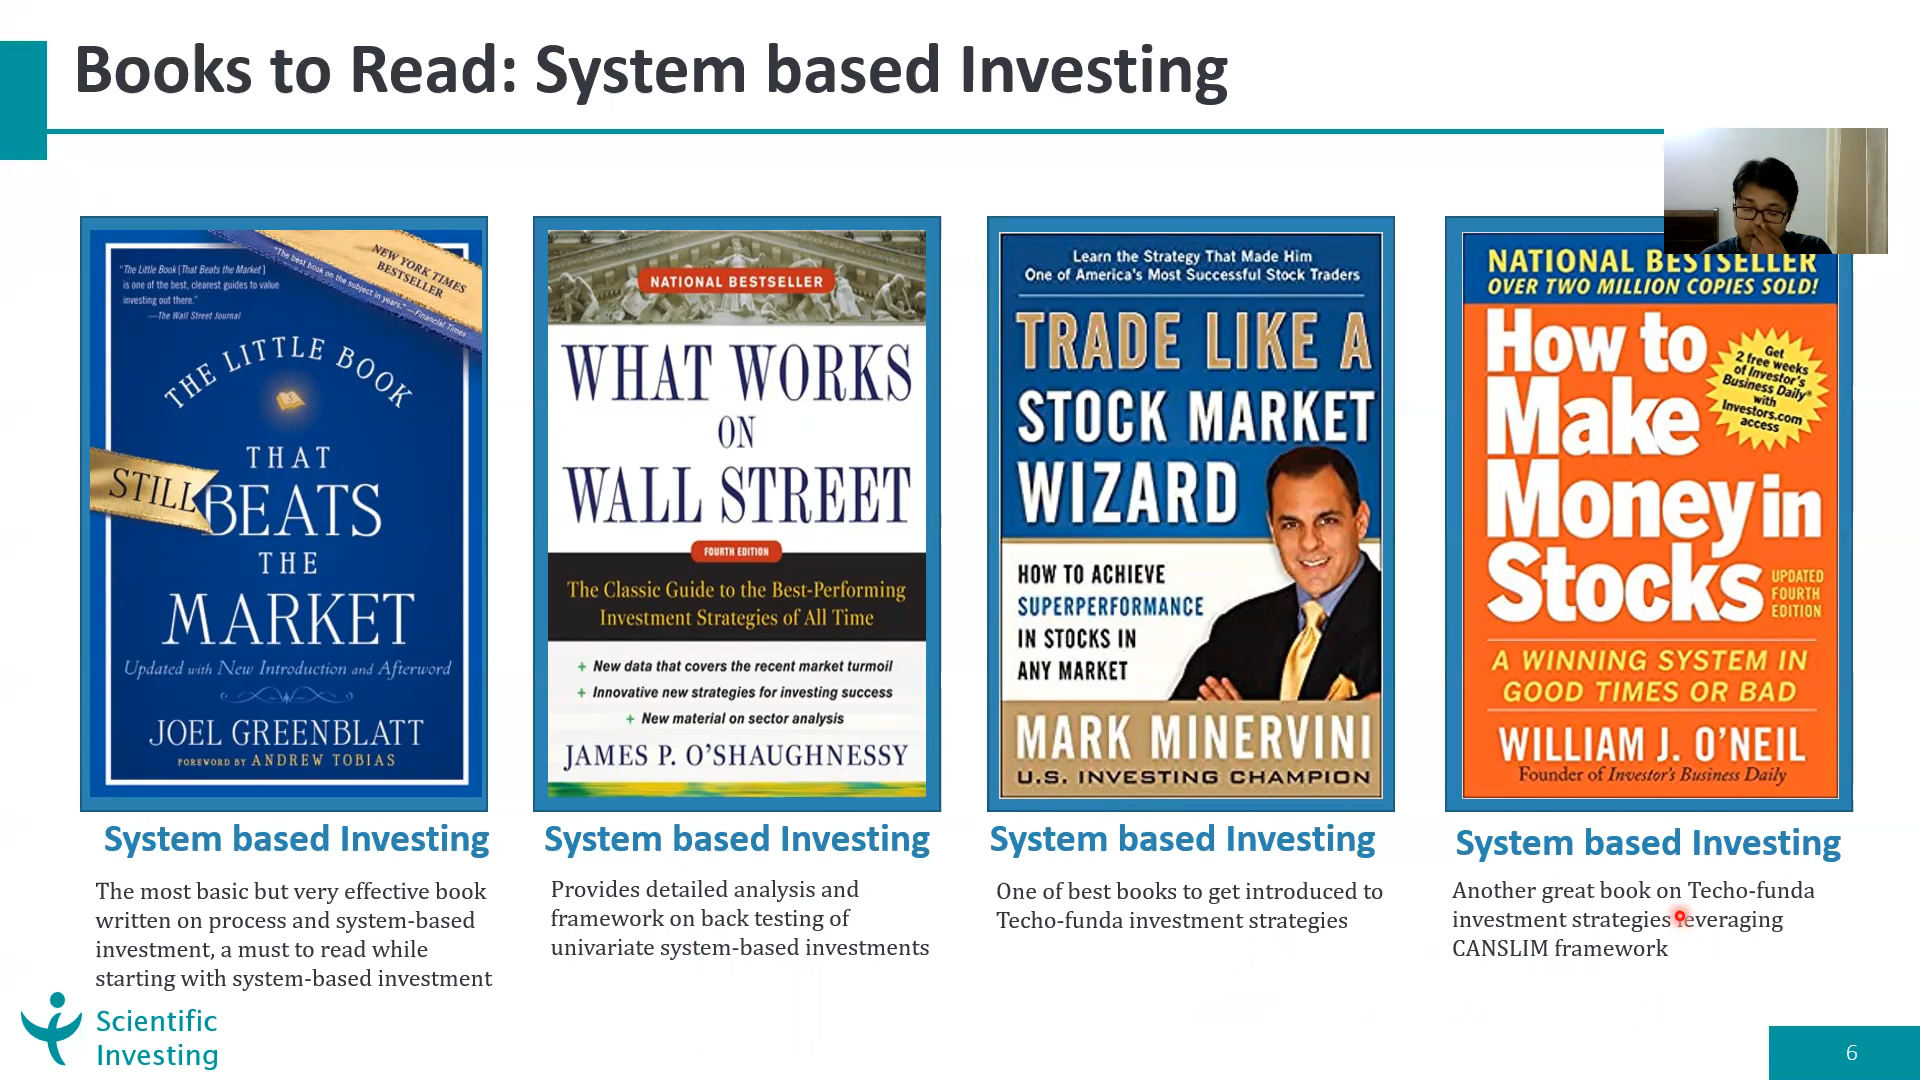 Books to Read: System based Investing
"The Little Book [That Beats the Market]
is one of the best, clearest guides to value
investing out there."
—The Wall Street Journal
NEW YORK TIMES
BESTSELLER
"The best book on the subject in years." —Financial Times
THE LITTLE BOOK
THAT
STILL
BEATS
THE
MARKET
Updated with New Introduction and Afterword
JOEL GREENBLATT
FOREWORD BY ANDREW TOBIAS
System based Investing
The most basic but very effective book
written on process and system-based
investment, a must to read while
starting with system-based investment
NATIONAL BESTSELLER
WHAT WORKS
ON
WALL STREET
FOURTH EDITION
The Classic Guide to the Best-Performing
Investment Strategies of All Time
+ New data that covers the recent market turmoil
+ Innovative new strategies for investing success
+ New material on sector analysis
JAMES P. O'SHAUGHNESSY
System based Investing
Provides detailed analysis and
framework on back testing of
univariate system-based investments
Learn the Strategy That Made Him
One of America's Most Successful Stock Traders
TRADE LIKE A
STOCK MARKET
WIZARD
HOW TO ACHIEVE
SUPERPERFORMANCE
IN STOCKS IN
ANY MARKET
MARK MINERVINI
U.S. INVESTING CHAMPION
System based Investing
One of best books to get introduced to
Techo-funda investment strategies
NATIONAL BESTSELLER
OVER TWO MILLION COPIES SOLD!
How to
Make
Money in
Stocks
Get
2 free weeks
of Investor's
Business Daily®
with
Investors.com
access
UPDATED
FOURTH
EDITION
A WINNING SYSTEM IN
GOOD TIMES OR BAD
WILLIAM J. O'NEIL
Founder of Investor's Business Daily
System based Investing
Another great book on Techo-funda
investment strategies leveraging
CANSLIM framework
Scientific
Investing
6